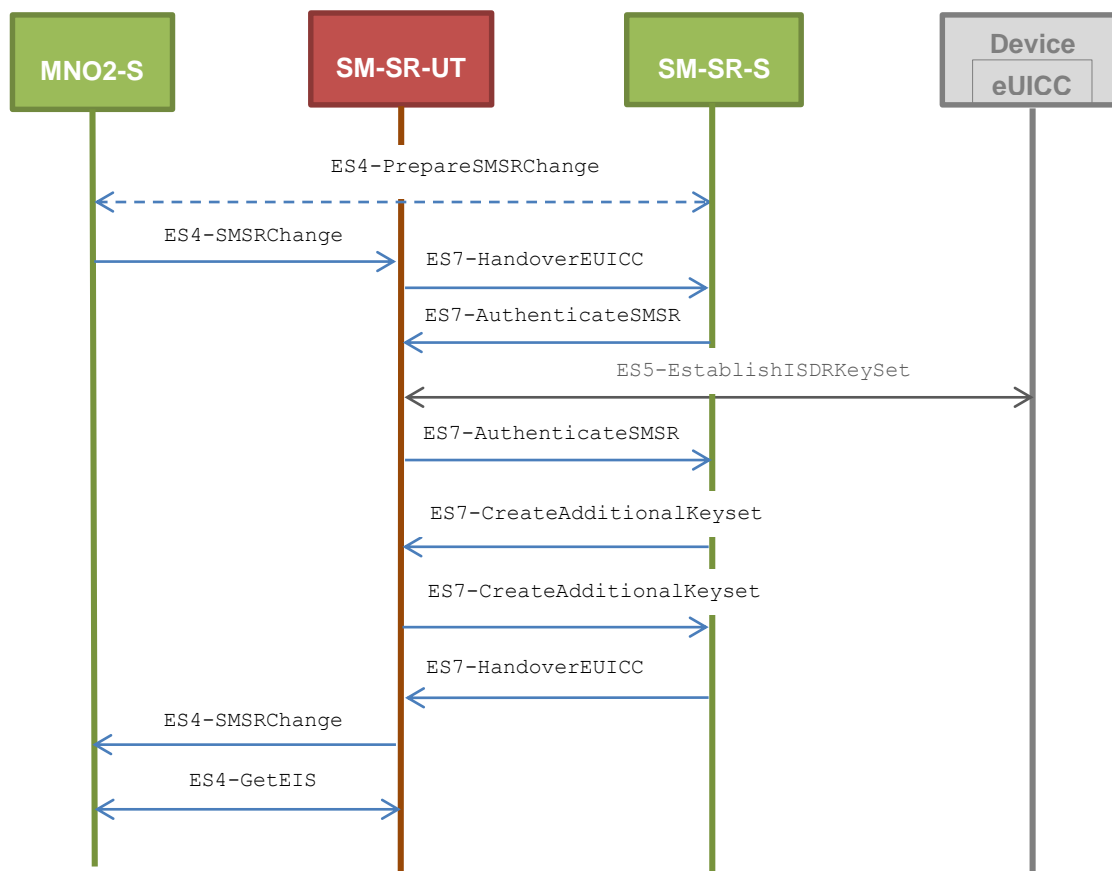 MNO2-S
SM-SR-UT
SM-SR-S
Device
eUICC
ES4-PrepareSMSRChange
ES4-SMSRChange
ES7-HandoverEUICC
ES7-AuthenticateSMSR
ES5-EstablishISDRKeySet
ES7-AuthenticateSMSR
ES7-CreateAdditionalKeyset
ES7-CreateAdditionalKeyset
ES7-HandoverEUICC
ES4-SMSRChange
ES4-GetEIS